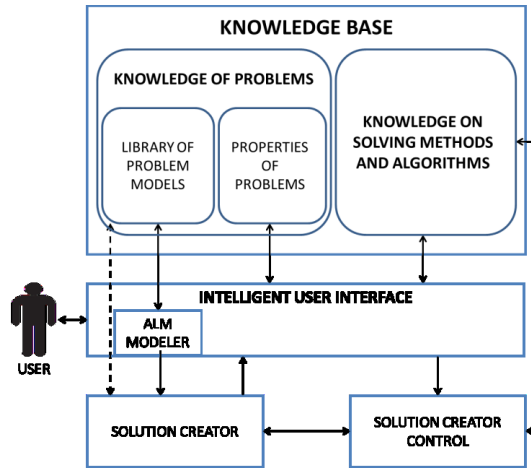 KNOWLEDGE BASE
KNOWLEDGE OF PROBLEMS
LIBRARY OF
PROBLEM
MODELS
PROPERTIES
OF
PROBLEMS
KNOWLEDGE ON
SOLVING METHODS
AND ALGORITHMS
INTELLIGENT USER INTERFACE
ALM
MODELER
USER
SOLUTION CREATOR
SOLUTION CREATOR
CONTROL